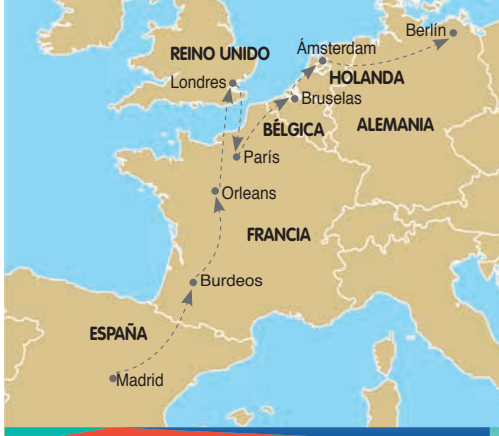 Berlín
Ámsterdam
REINO UNIDO
Londres
HOLANDA
Bruselas
BÉLGICA
ALEMANIA
París
Orleans
FRANCIA
Burdeos
ESPAÑA
Madrid